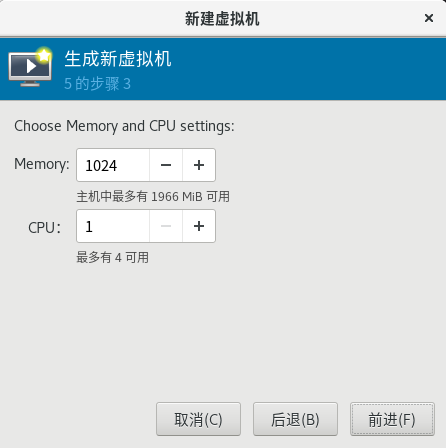 新建虚拟机
生成新虚拟机
5 的步骤 3
Choose Memory and CPU settings:
Memory: 1024
主机中最多有 1966 MiB 可用
CPU： 1
最多有 4 可用
取消(C) 后退(B) 前进(F)